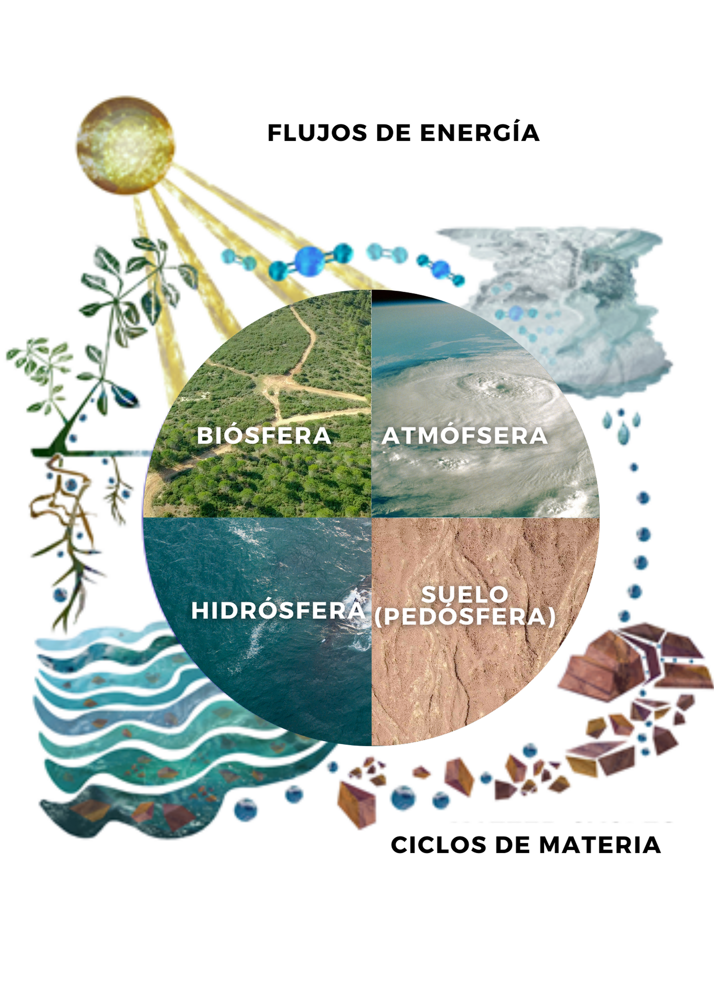 FLUJOS DE ENERGÍA
BIÓSFERA
ATMÓFSERA
HIDRÓSFERA
SUELO
(PEDÓSFERA)
CICLOS DE MATERIA